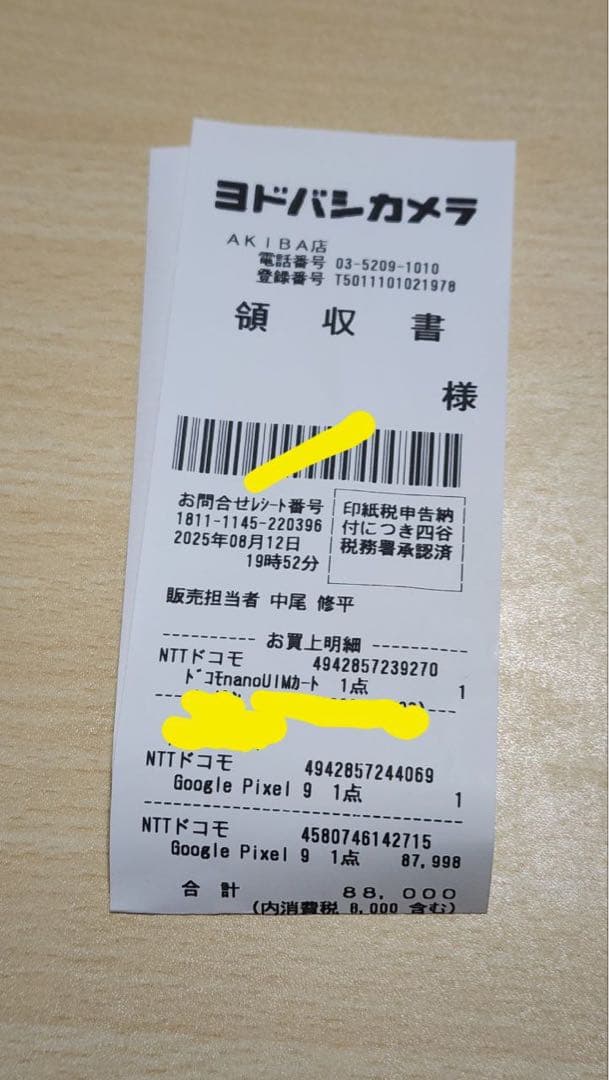 ヨドバシカメラ
AKIBA店
電話番号 03-5209-1010
登録番号 T5011101021978
領 収 書
様
お問合せﾚｼｰﾄ番号
1811-1145-220396
2025年08月12日
19時52分
印紙税申告納
付につき四谷
税務署承認済
販売担当者 中尾 修平
お買上明細
NTTドコモ 4942857239270
ﾄﾞｺﾓnanoUIMｶｰﾄ 1点 1
NTTドコモ 4942857244069
Google Pixel 9 1点 1
NTTドコモ 4580746142715
Google Pixel 9 1点 87,998
合 計 88,000
(内消費税 8,000 含む)